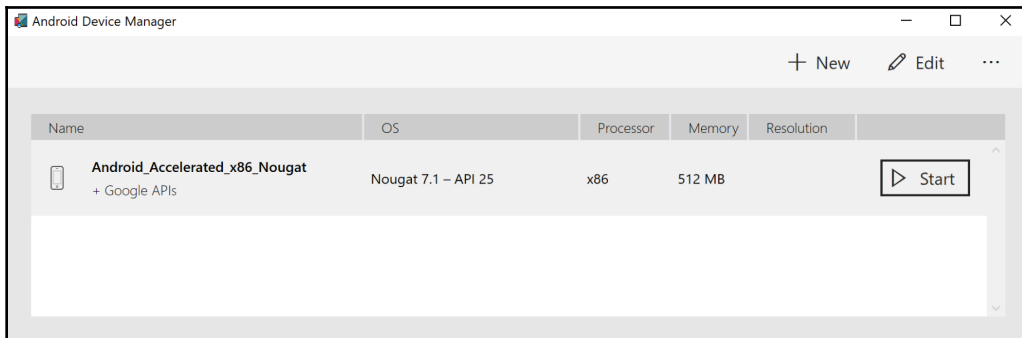 Android Device Manager
+ New Edit ...
Name OS Processor Memory Resolution
Android_Accelerated_x86_Nougat
+ Google APIs
Nougat 7.1 – API 25 x86 512 MB Start